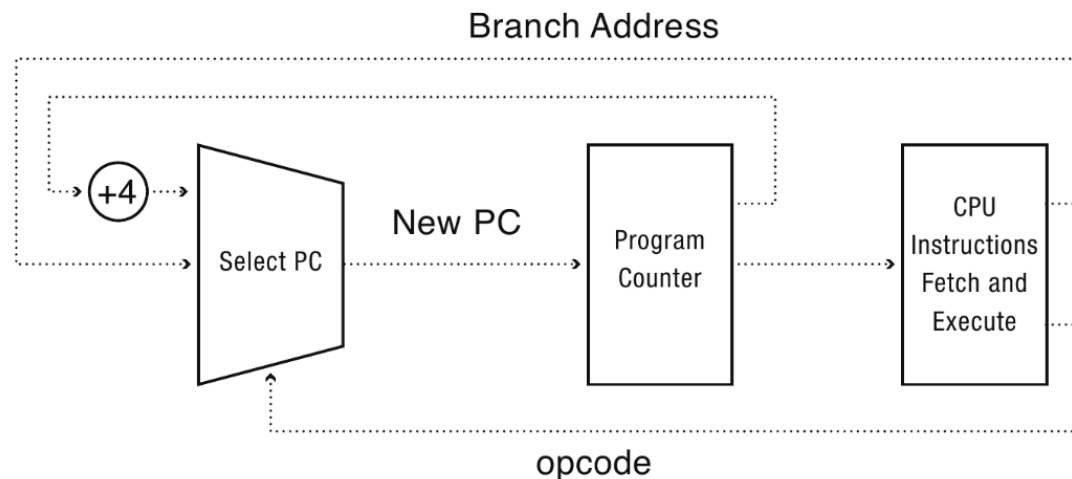 Branch Address
+4
Select PC
New PC
Program
Counter
CPU
Instructions
Fetch and
Execute
opcode